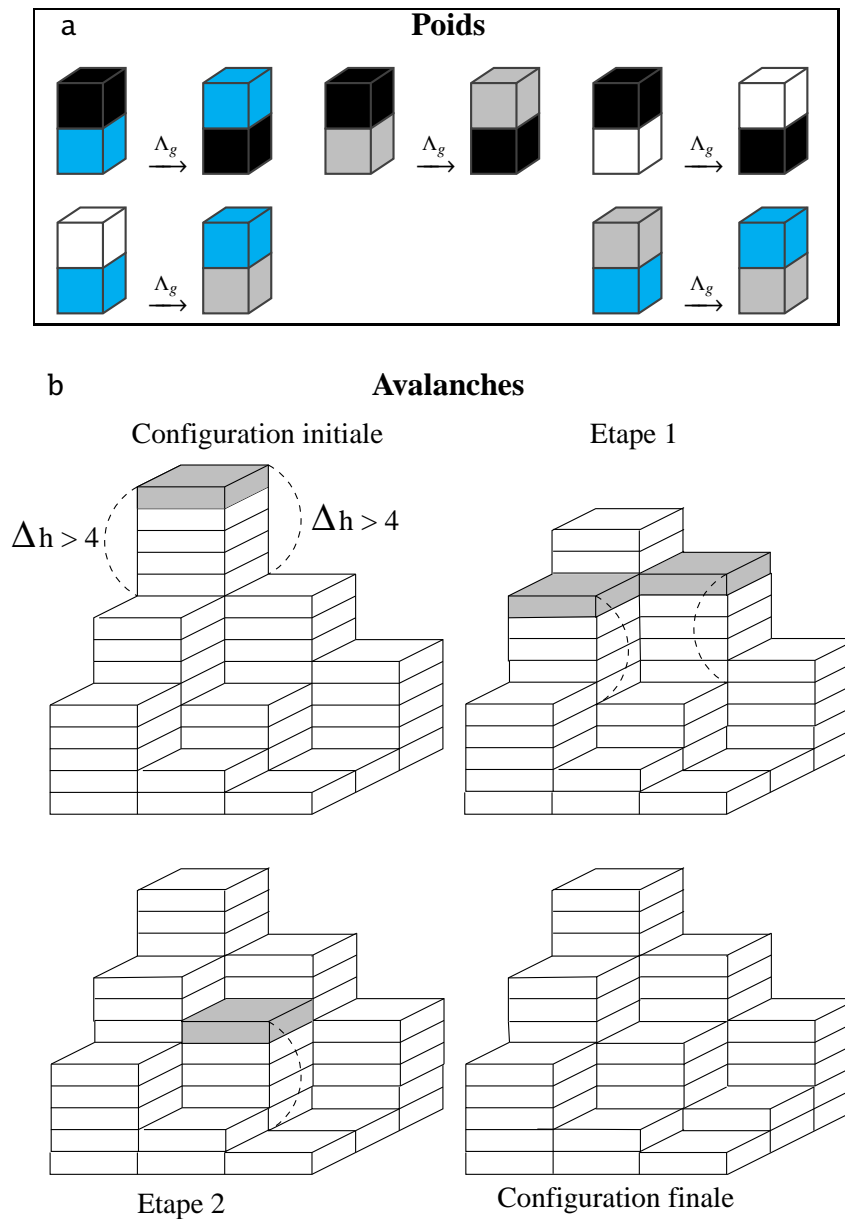 a
Poids
Λg
Λg
Λg
Λg
Λg
b
Avalanches
Configuration initiale
Etape 1
Δh > 4
Δh > 4
Etape 2
Configuration finale